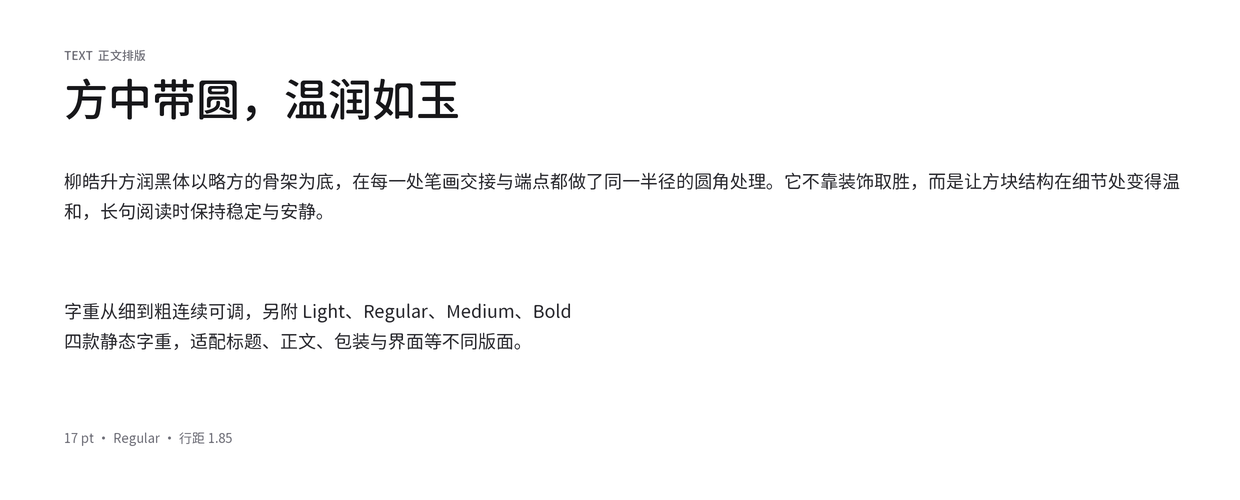 TEXT 正文排版
方中带圆，温润如玉
柳皓升方润黑体以略方的骨架为底，在每一处笔画交接与端点都做了同一半径的圆角处理。它不靠装饰取胜，而是让方块结构在细节处变得温
和，长句阅读时保持稳定与安静。
字重从细到粗连续可调，另附 Light、Regular、Medium、Bold
四款静态字重，适配标题、正文、包装与界面等不同版面。
17 pt • Regular • 行距 1.85